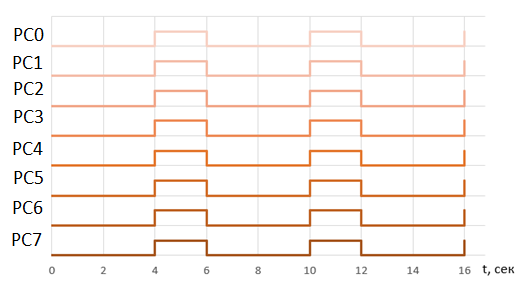 PC0
PC1
PC2
PC3
PC4
PC5
PC6
PC7
0 2 4 6 8 10 12 14 16 t, сек